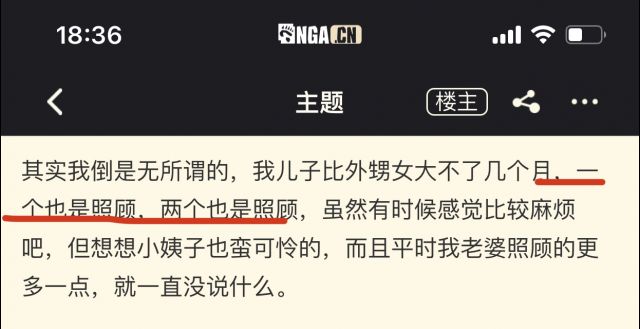 18:36 NGA.CN
主题 楼主
其实我倒是无所谓的，我儿子比外甥女大不了几个月，一
个也是照顾，两个也是照顾，虽然有时候感觉比较麻烦
吧，但想想小姨子也蛮可怜的，而且平时我老婆照顾的更
多一点，就一直没说什么。